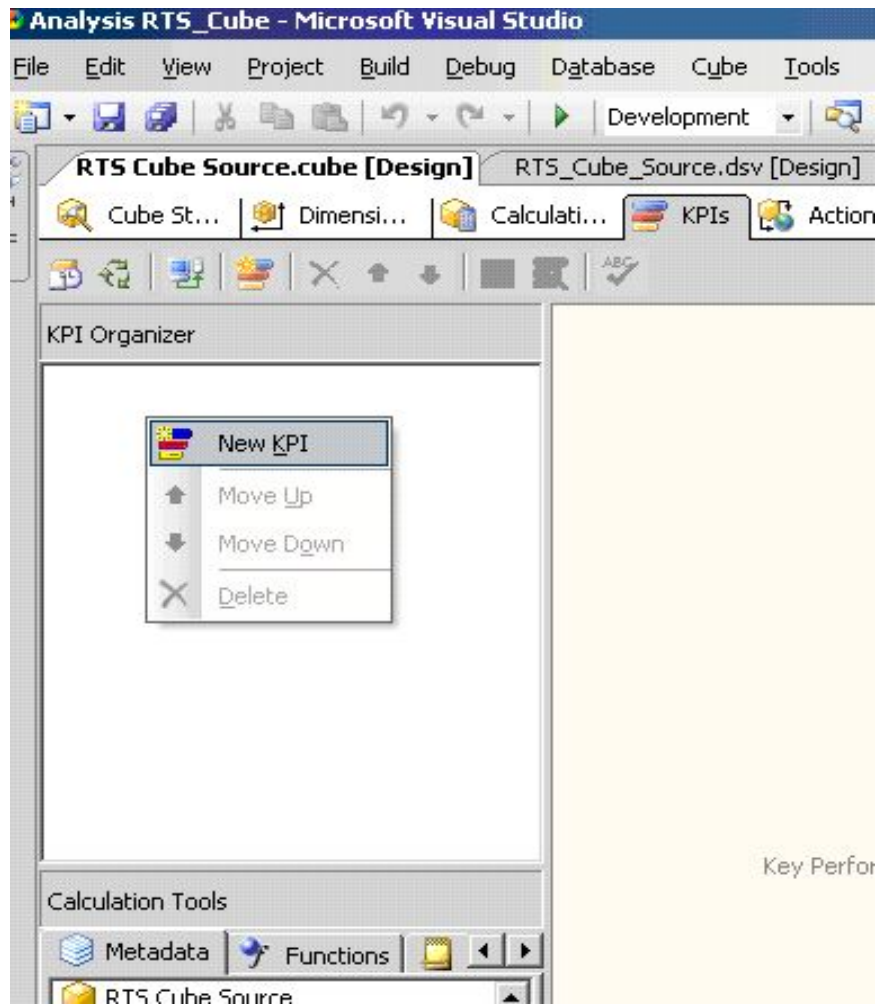 Analysis RTS_Cube - Microsoft Visual Studio
File Edit View Project Build Debug Database Cube Tools
Development
RTS Cube Source.cube [Design] RTS_Cube_Source.dsv [Design]
Cube St... Dimensi... Calculati... KPIs Action
ABC
KPI Organizer
New KPI
Move Up
Move Down
Delete
Key Perfor
Calculation Tools
Metadata Functions
RTS Cube Source